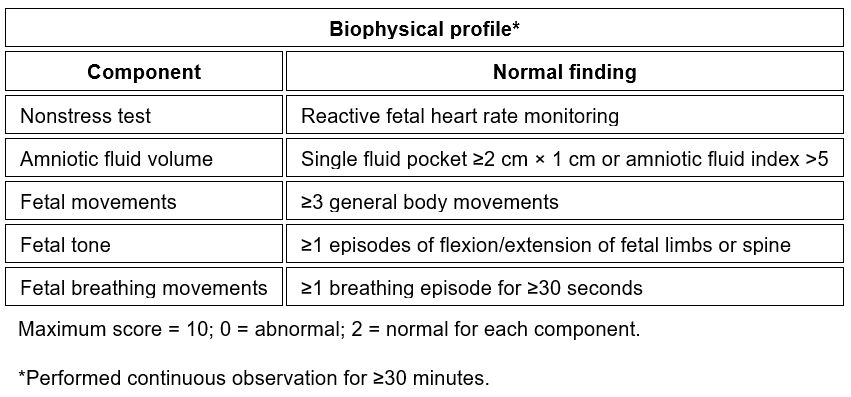 Biophysical profile*
Component Normal finding
Nonstress test Reactive fetal heart rate monitoring
Amniotic fluid volume Single fluid pocket ≥2 cm × 1 cm or amniotic fluid index >5
Fetal movements ≥3 general body movements
Fetal tone ≥1 episodes of flexion/extension of fetal limbs or spine
Fetal breathing movements ≥1 breathing episode for ≥30 seconds
Maximum score = 10; 0 = abnormal; 2 = normal for each component.
*Performed continuous observation for ≥30 minutes.